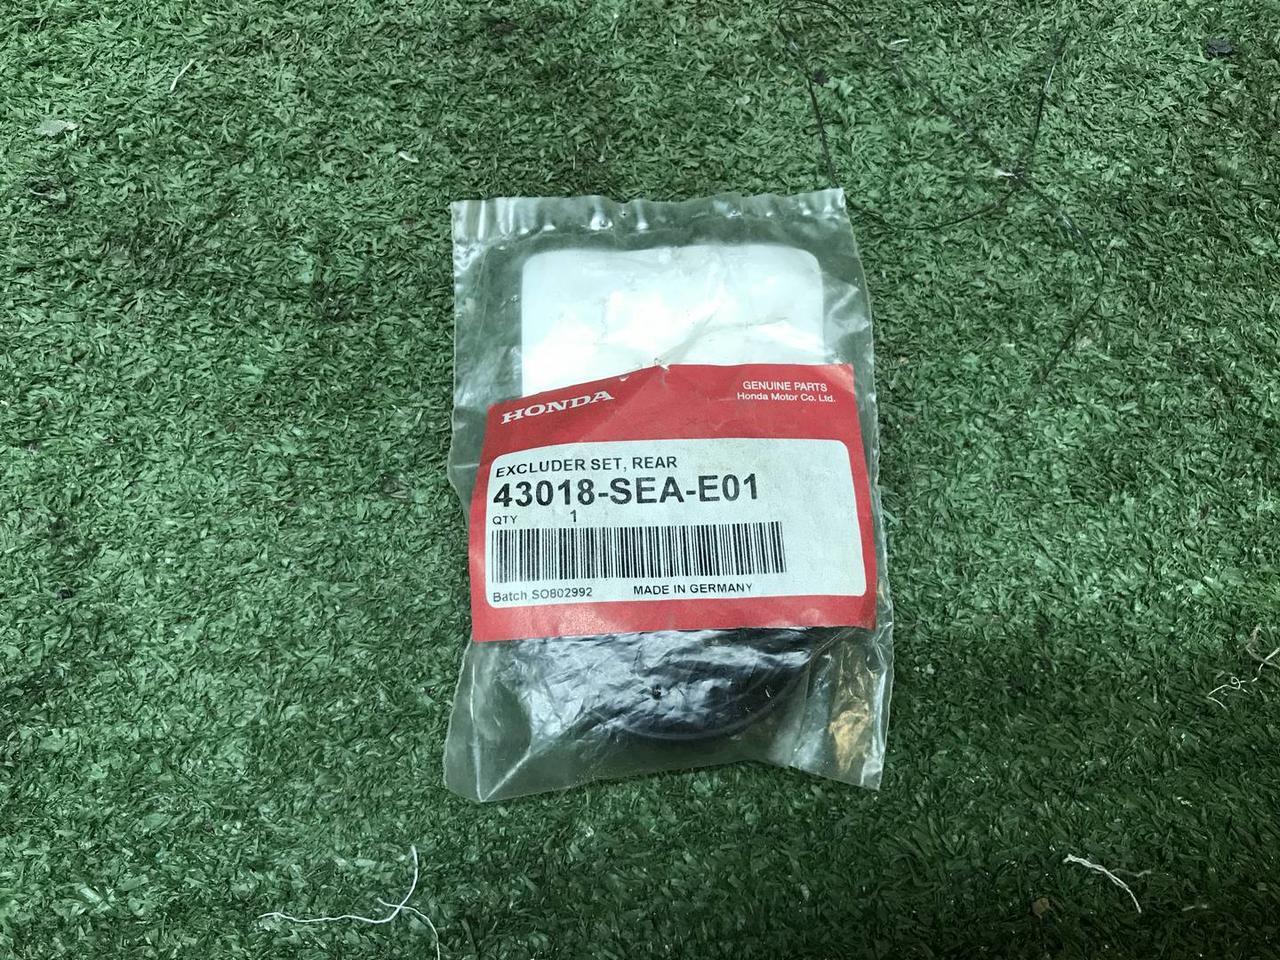 HONDA
GENUINE PARTS
Honda Motor Co. Ltd.
EXCLUDER SET, REAR
43018-SEA-E01
QTY 1
Batch SO802992 MADE IN GERMANY